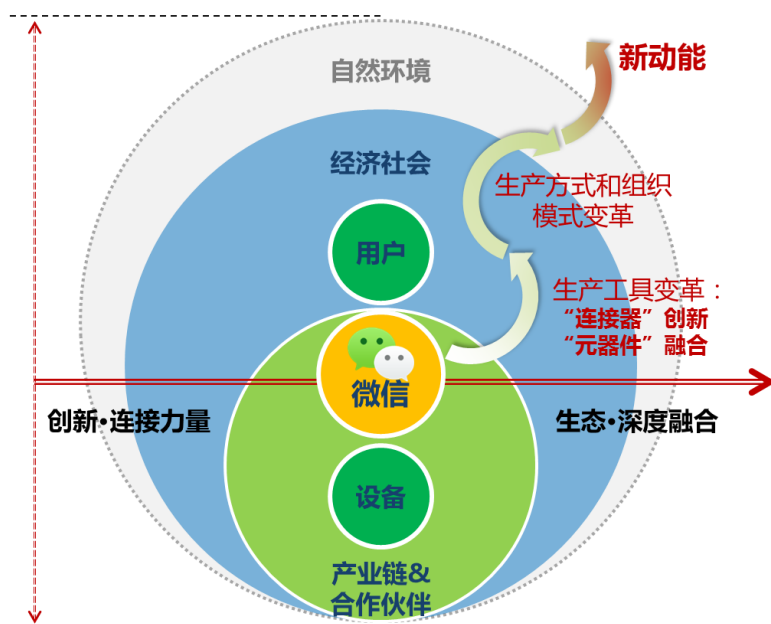 自然环境
新动能
经济社会
生产方式和组织
模式变革
用户
生产工具变革：
“连接器”创新
“元器件”融合
微信
创新•连接力量
生态•深度融合
设备
产业链&
合作伙伴